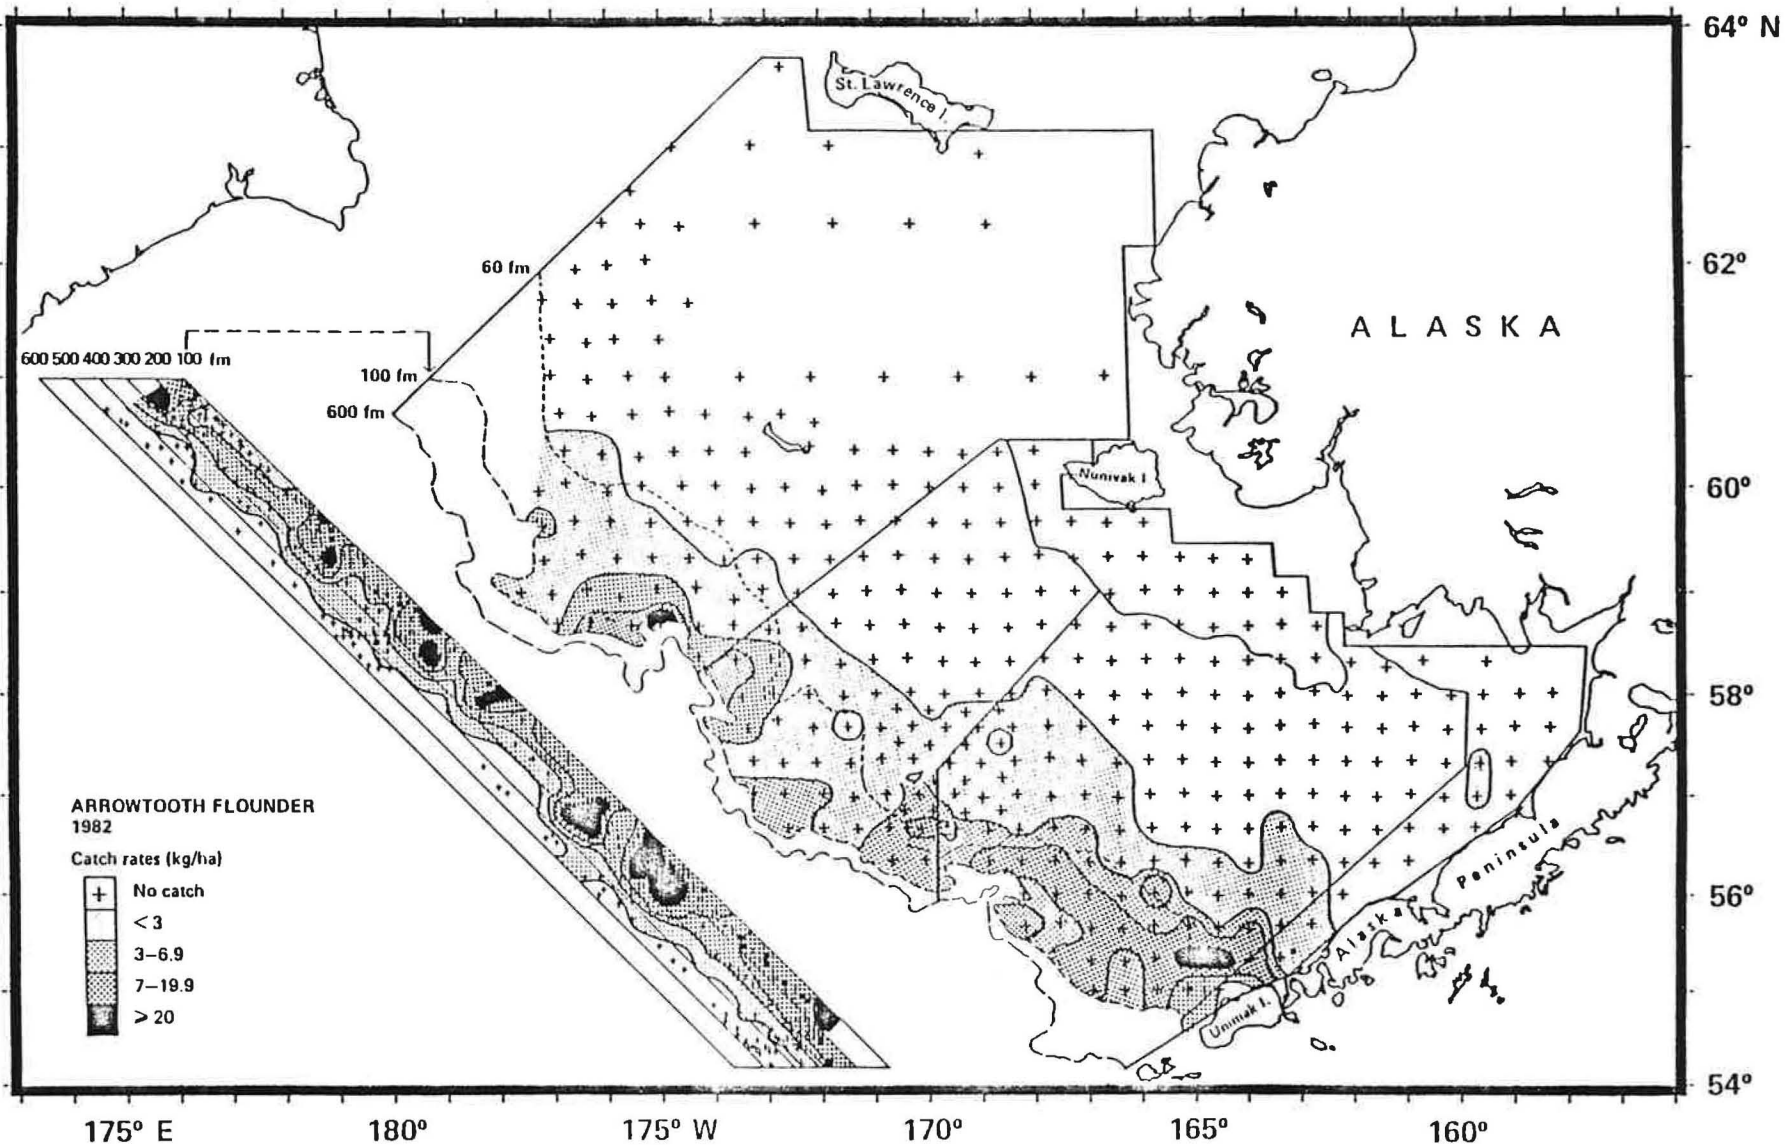 64° N
St. Lawrence I.
60 fm
62°
ALASKA
600 500 400 300 200 100 fm
100 fm
600 fm
Nunivak I
60°
58°
ARROWTOOTH FLOUNDER
1982
Catch rates (kg/ha)
+ No catch
< 3
3–6.9
7–19.9
> 20
Alaska Peninsula
56°
Unimak I.
54°
175° E 180° 175° W 170° 165° 160°